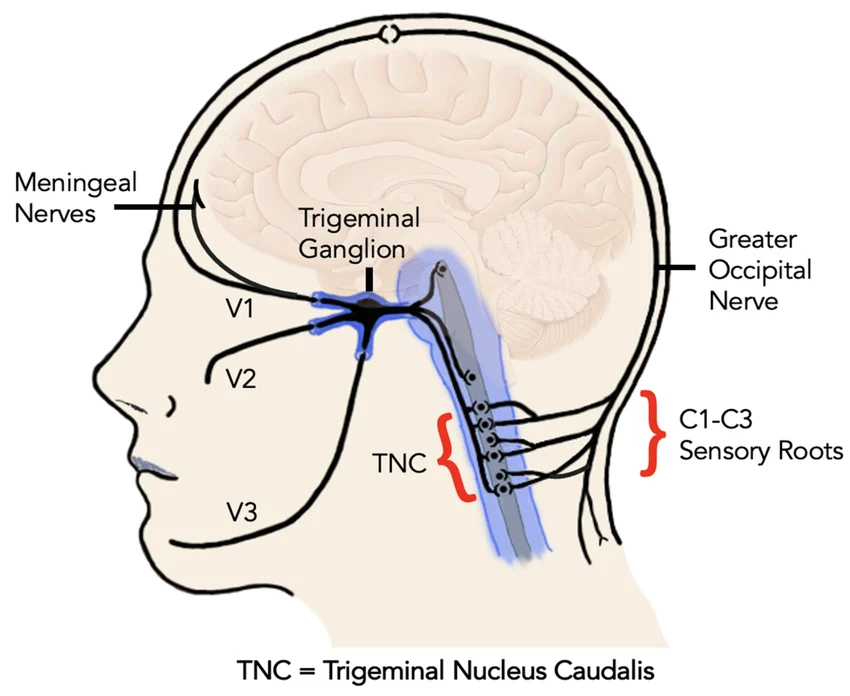 Meningeal
Nerves
Trigeminal
Ganglion
Greater
Occipital
Nerve
V1
V2
C1-C3
Sensory Roots
TNC
V3
TNC = Trigeminal Nucleus Caudalis